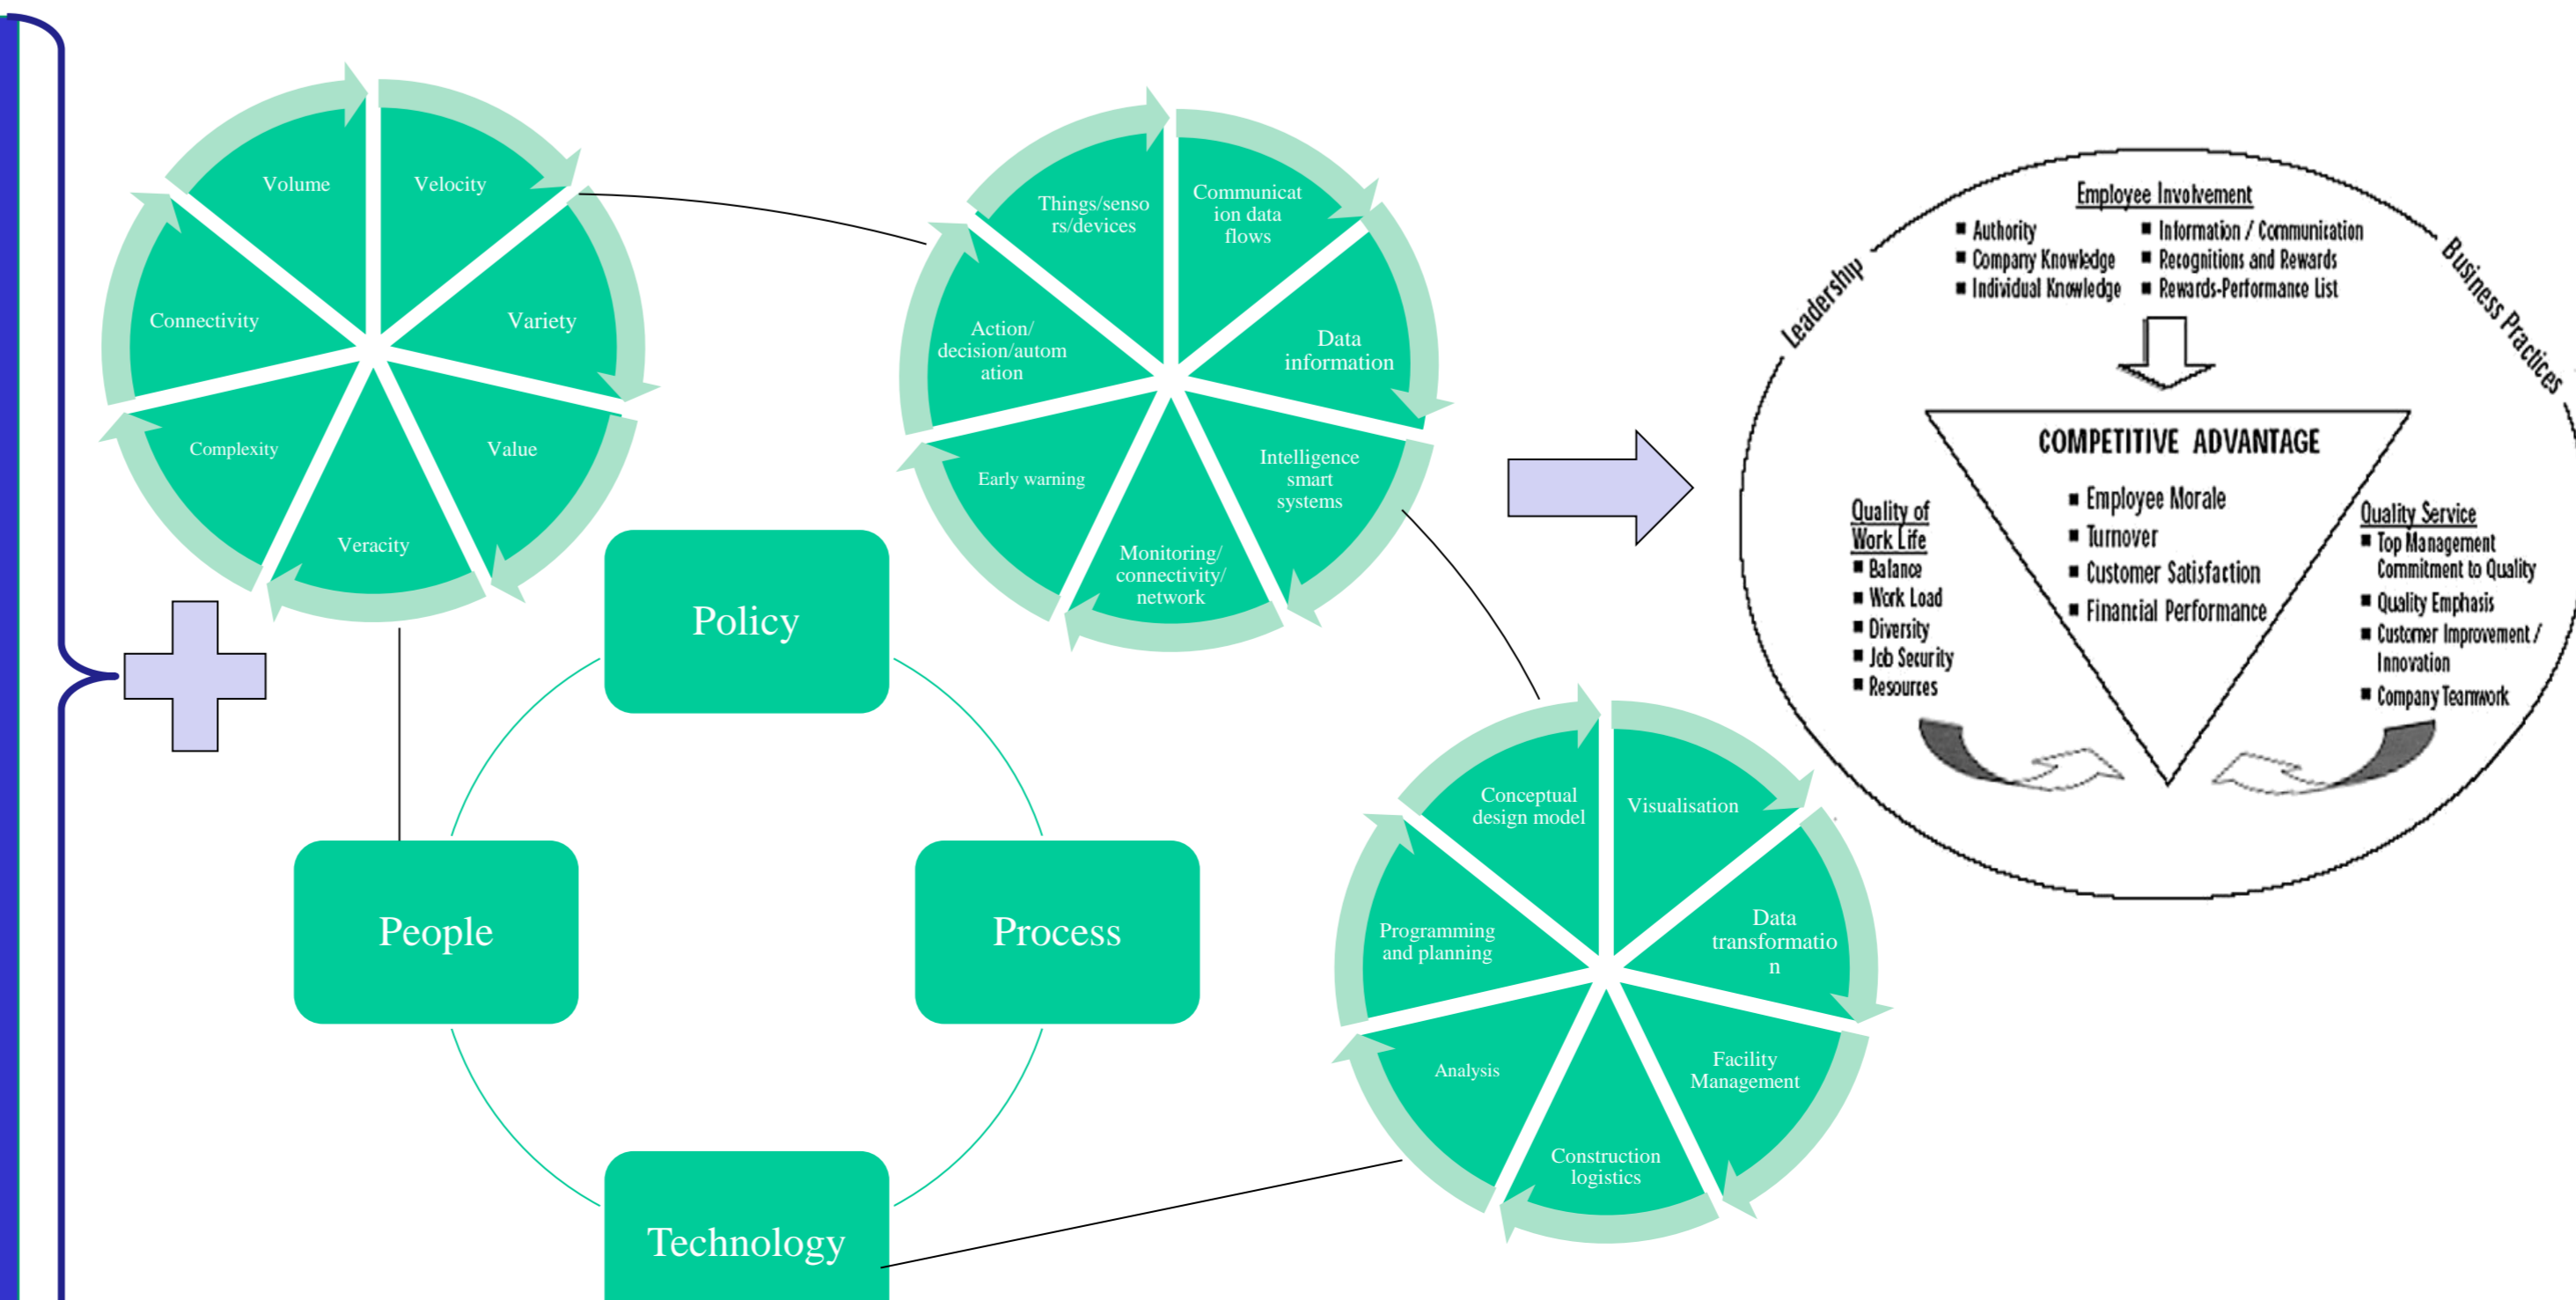 Volume
Velocity
Variety
Value
Veracity
Complexity
Connectivity
Things/senso
rs/devices
Communicat
ion data
flows
Data
information
Intelligence
smart
systems
Monitoring/
connectivity/
network
Early warning
Action/
decision/autom
ation
Policy
Process
Technology
People
Conceptual
design model
Visualisation
Data
transformatio
n
Facility
Management
Construction
logistics
Analysis
Programming
and planning
Leadership
Business Practices
Employee Involvement
■ Authority
■ Company Knowledge
■ Individual Knowledge
■ Information / Communication
■ Recognitions and Rewards
■ Rewards-Performance List
COMPETITIVE ADVANTAGE
■ Employee Morale
■ Turnover
■ Customer Satisfaction
■ Financial Performance
Quality of
Work Life
■ Balance
■ Work Load
■ Diversity
■ Job Security
■ Resources
Quality Service
■ Top Management
Commitment to Quality
■ Quality Emphasis
■ Customer Improvement /
Innovation
■ Company Teamwork